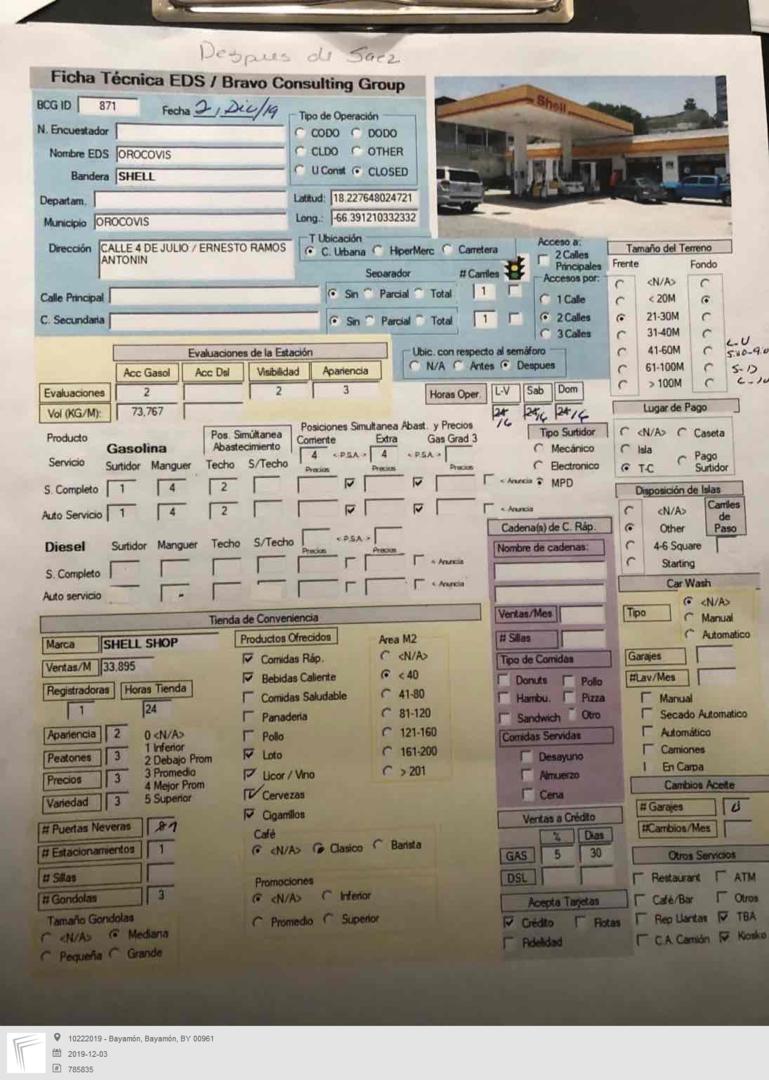 Despues de Saez
Ficha Técnica EDS / Bravo Consulting Group
BCG ID 871 Fecha 2, Dic/19
Shell
N. Encuestador
Nombre EDS OROCOVIS
Bandera SHELL
Tipo de Operación
CODO DODO
CLDO OTHER
U Const CLOSED
Departam.
Municipio OROCOVIS
Latitud: 18.227648024721
Long.: -66.391210332332
Dirección CALLE 4 DE JULIO / ERNESTO RAMOS
ANTONIN
T Ubicación
C. Urbana HiperMerc Carretera
Separador # Carriles
Calle Principal Sin Parcial Total 1
C. Secundaria Sin Parcial Total 1
Acceso a:
2 Calles
Principales
Accesos por:
1 Calle
2 Calles
3 Calles
Tamaño del Terreno
Frente Fondo
<N/A>
< 20M
21-30M
31-40M
41-60M
61-100M
> 100M
L-U
S-D
Evaluaciones de la Estación
Acc Gasol Acc Dsl Visibilidad Apariencia
Evaluaciones 2 2 3
Vol (KG/M): 73,767
Ubic. con respecto al semáforo
N/A Antes Despues
Horas Oper. L-V Sab Dom
Lugar de Pago
<N/A> Caseta
Isla Pago
T-C Surtidor
Producto
Servicio
Gasolina
Surtidor Manguer
Pos. Simúltanea
Abastecimiento
Techo S/Techo
Posiciones Simultanea Abast. y Precios
Corriente Extra Gas Grad 3
4 <-P.S.A-> 4 <-P.S.A->
Precios Precios Precios
S. Completo 1 4 2 < Anuncia
Auto Servicio 1 4 2 < Anuncia
Tipo Surtidor
Mecánico
Electronico
MPD
Disposición de Islas
<N/A>
Other
4-6 Square
Starting
Carriles
de
Paso
Diesel Surtidor Manguer Techo S/Techo <-P.S.A->
Precios Precios
S. Completo < Anuncia
Auto servicio < Anuncia
Cadena(s) de C. Ráp.
Nombre de cadenas:
Ventas/Mes
# Sillas
Tipo de Comidas
Donuts Pollo
Hambu. Pizza
Sandwich Otro
Comidas Servidas
Desayuno
Almuerzo
Cena
Car Wash
Tipo
<N/A>
Manual
Automatico
Garajes
#Lav/Mes
Manual
Secado Automatico
Automático
Camiones
En Carpa
Tienda de Conveniencia
Marca SHELL SHOP
Ventas/M 33,895
Registradoras Horas Tienda
1 24
Apariencia 2
Peatones 3
Precios 3
Variedad 3
0 <N/A>
1 Inferior
2 Debajo Prom
3 Promedio
4 Mejor Prom
5 Superior
# Puertas Neveras
# Estacionamientos 1
# Sillas
# Gondolas 3
Tamaño Gondolas
<N/A> Mediana
Pequeña Grande
Productos Ofrecidos
Comidas Ráp.
Bebidas Caliente
Comidas Saludable
Panaderia
Pollo
Loto
Licor / Vino
Cervezas
Cigarrillos
Area M2
<N/A>
< 40
41-80
81-120
121-160
161-200
> 201
Café
<N/A> Clasico Barista
Promociones
<N/A> Inferior
Promedio Superior
Ventas a Crédito
% Dias
GAS 5 30
DSL
Acepta Tarjetas
Crédito Flotas
Fidelidad
Cambios Aceite
# Garajes
#Cambios/Mes
Otros Servicios
Restaurant ATM
Café/Bar Otros
Rep Llantas TBA
C.A. Camión Kiosko
10222019 - Bayamón, Bayamón, BY 00961
2019-12-03
785835